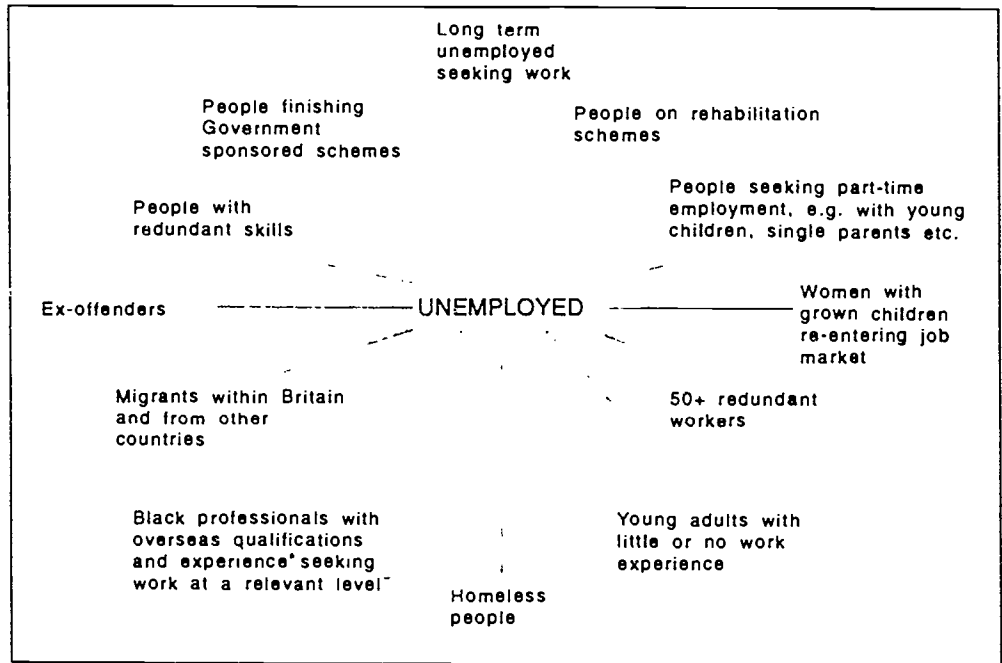 Long term
unemployed
seeking work
People finishing
Government
sponsored schemes
People on rehabilitation
schemes
People with
redundant skills
People seeking part-time
employment, e.g. with young
children, single parents etc.
Ex-offenders
UNEMPLOYED
Women with
grown children
re-entering job
market
Migrants within Britain
and from other
countries
50+ redundant
workers
Black professionals with
overseas qualifications
and experience seeking
work at a relevant level
Young adults with
little or no work
experience
Homeless
people